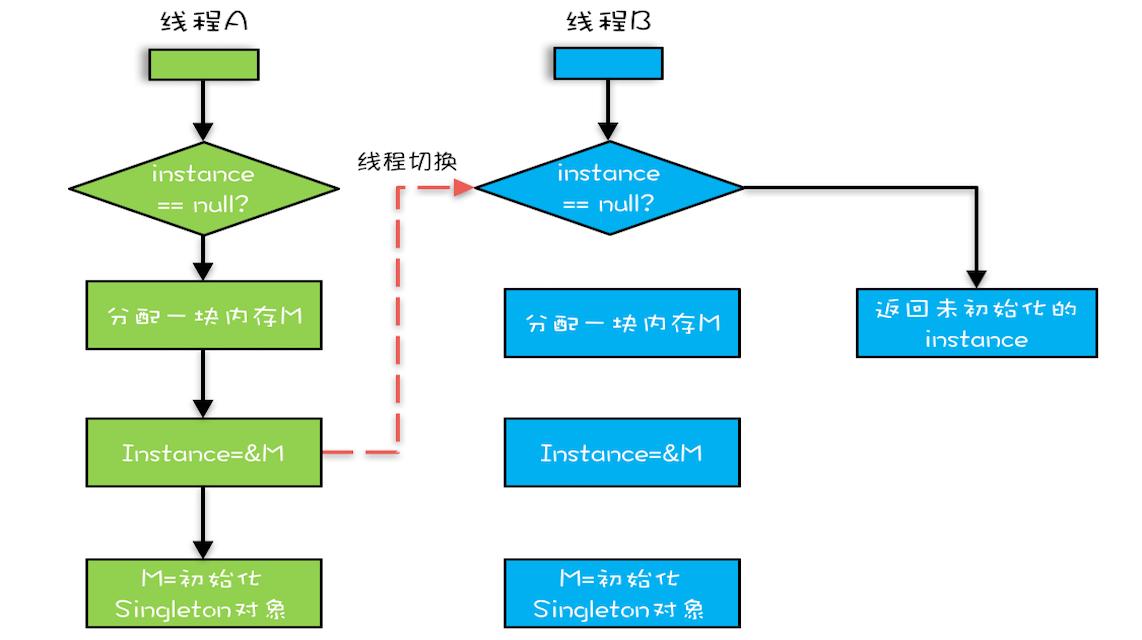 线程A
线程B
instance
== null?
线程切换
instance
== null?
分配一块内存M
分配一块内存M
返回未初始化的
instance
Instance=&M
Instance=&M
M=初始化
Singleton对象
M=初始化
Singleton对象